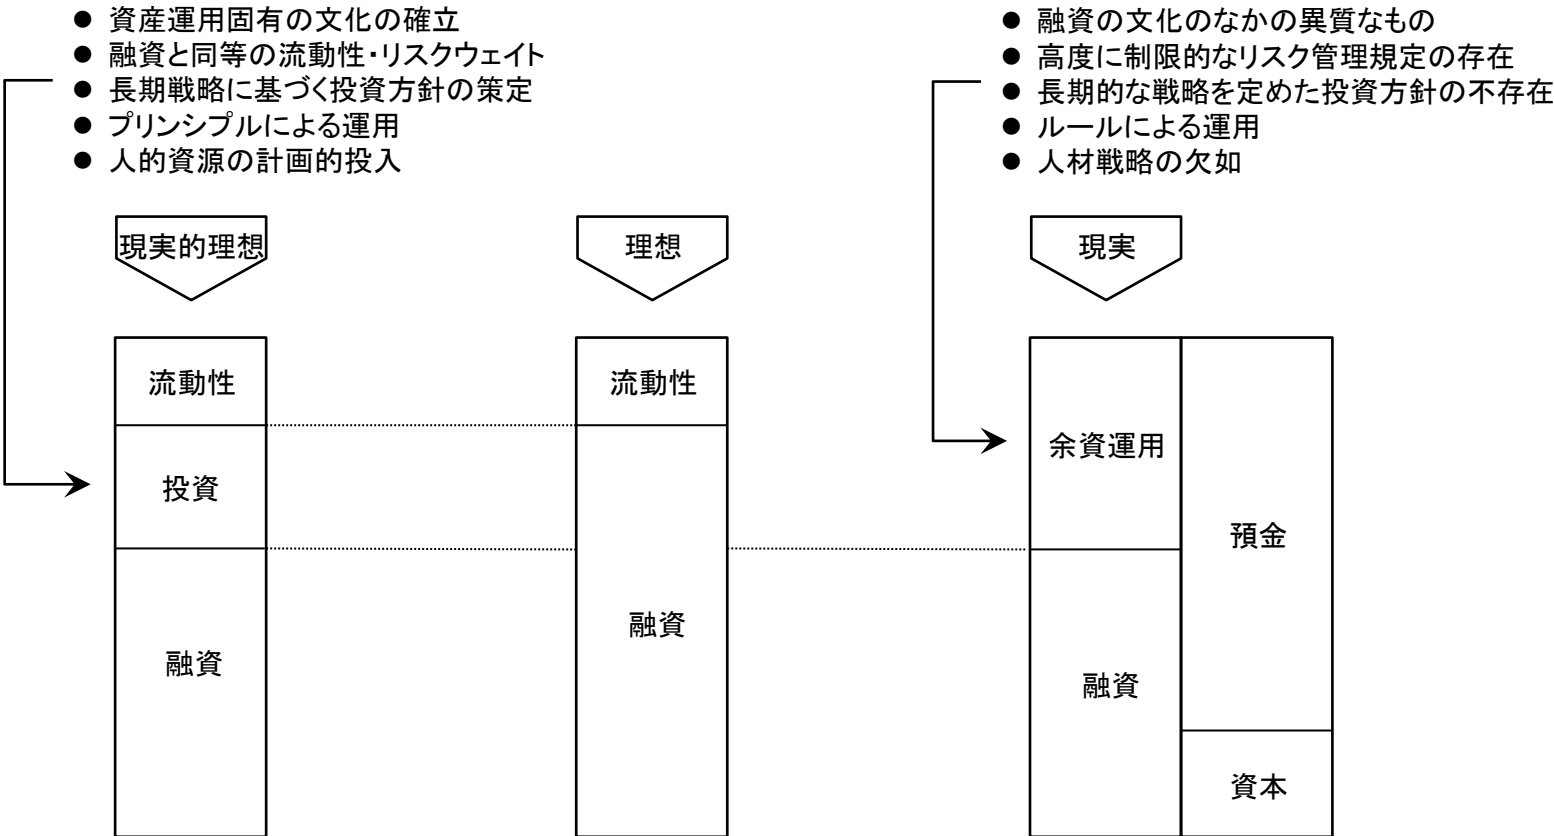 ● 資産運用固有の文化の確立
● 融資と同等の流動性・リスクウェイト
● 長期戦略に基づく投資方針の策定
● プリンシプルによる運用
● 人的資源の計画的投入
● 融資の文化のなかの異質なもの
● 高度に制限的なリスク管理規定の存在
● 長期的な戦略を定めた投資方針の不存在
● ルールによる運用
● 人材戦略の欠如
現実的理想
理想
現実
流動性
投資
融資
流動性
融資
余資運用
融資
預金
資本